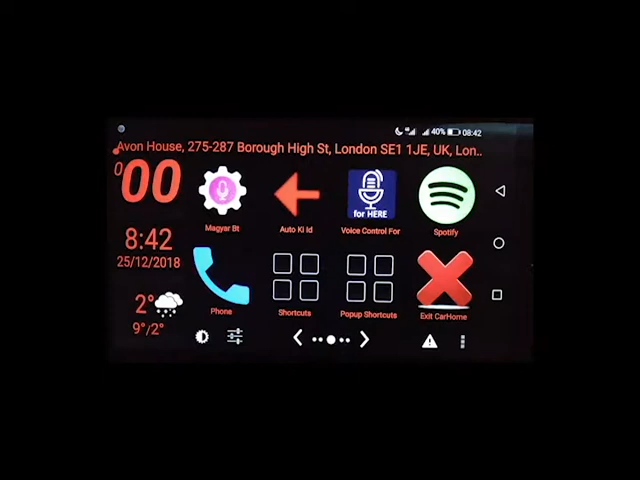 40% 08:42
Avon House, 275-287 Borough High St, London SE1 1JE, UK, Lon..
0
00
Magyar Bt
Auto Ki Id
for HERE
Voice Control For
Spotify
8:42
25/12/2018
Phone
Shortcuts
Popup Shortcuts
Exit CarHome
2°
9°/2°